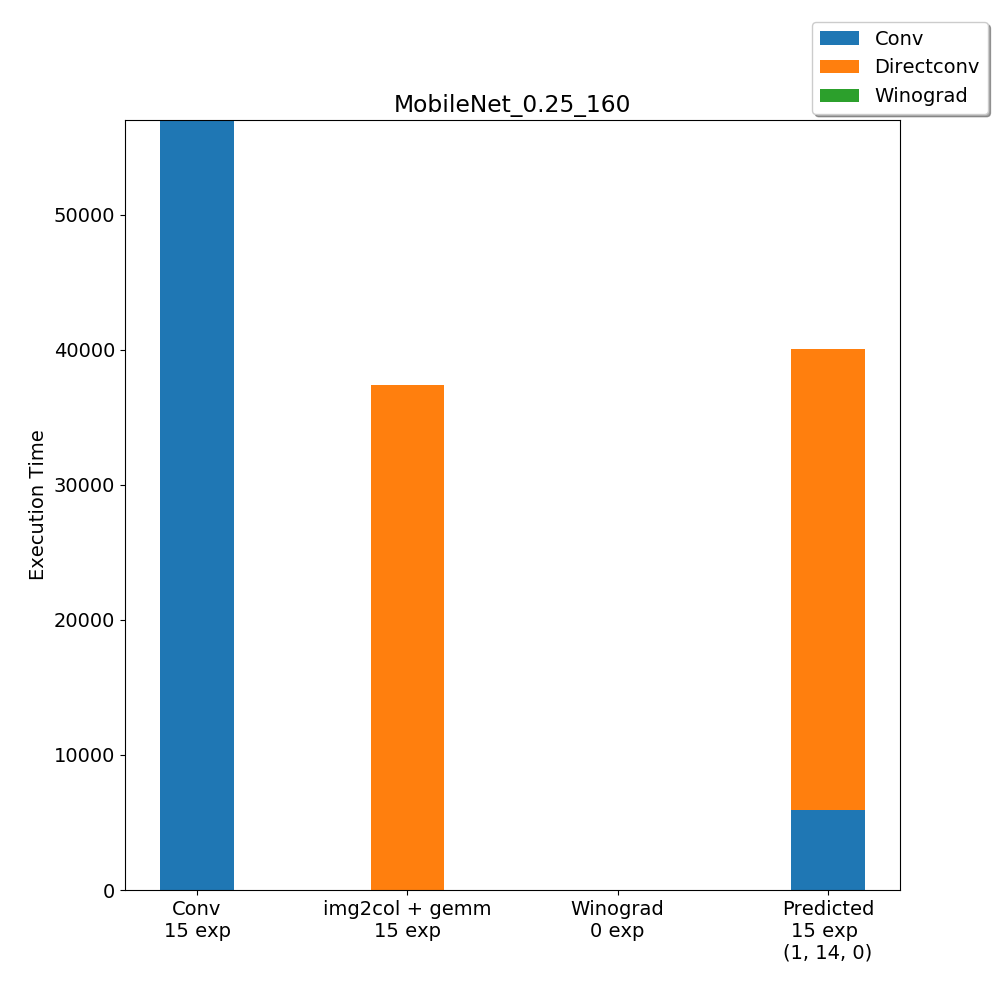 Conv
Directconv
Winograd
MobileNet_0.25_160
Execution Time
50000
40000
30000
20000
10000
0
Conv
15 exp
img2col + gemm
15 exp
Winograd
0 exp
Predicted
15 exp
(1, 14, 0)